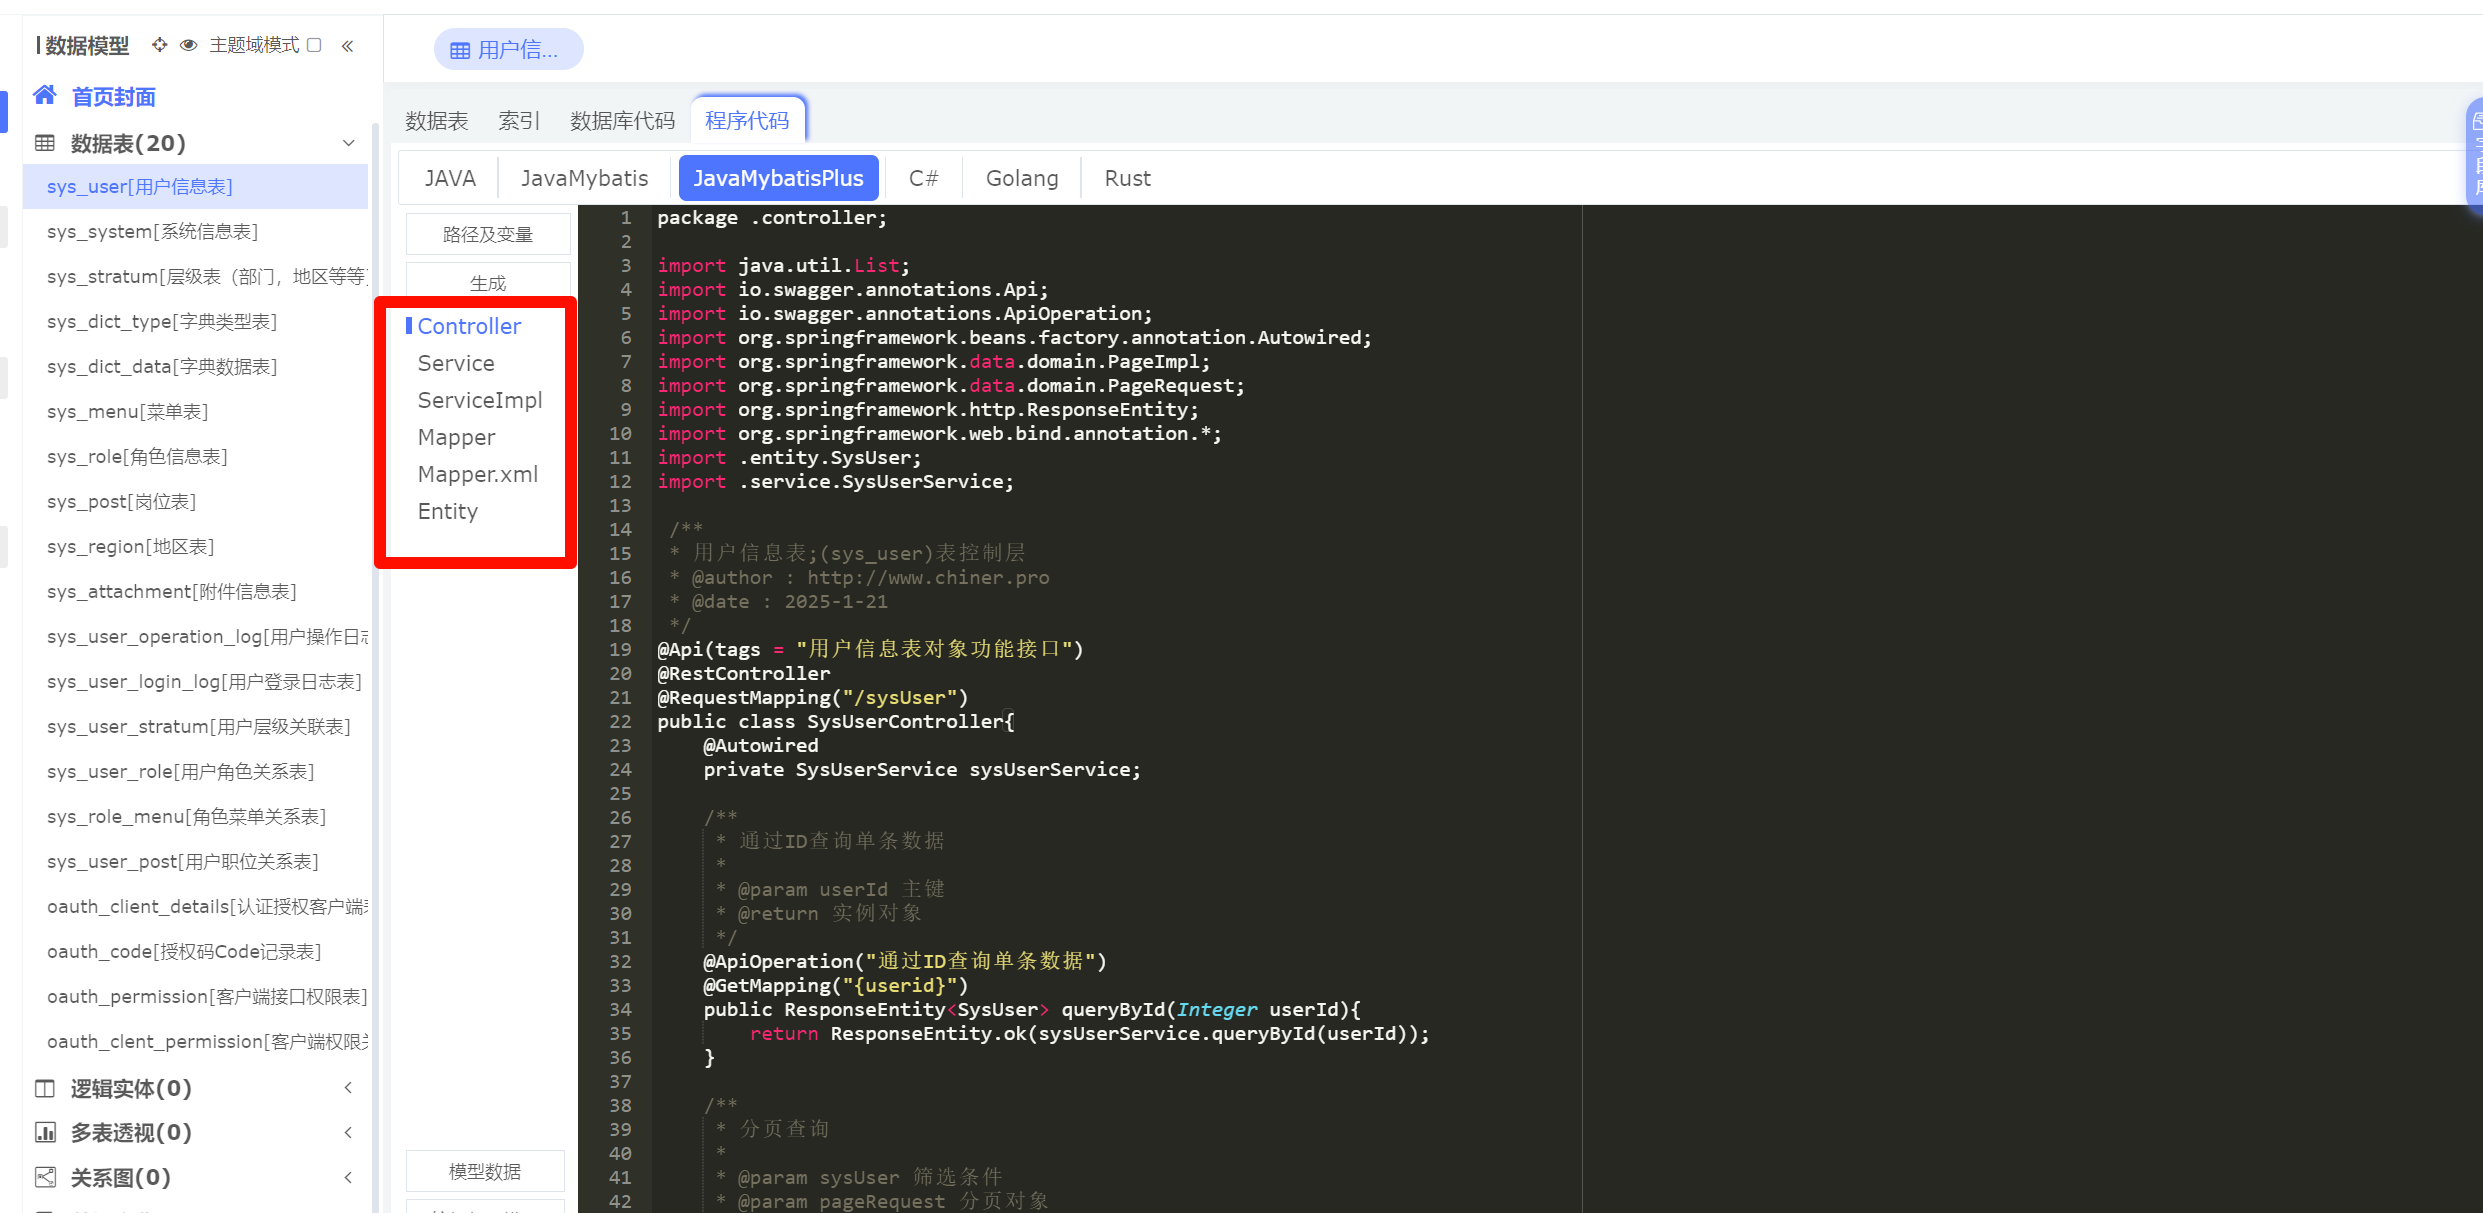 数据模型 主题域模式
首页封面
数据表(20)
sys_user[用户信息表]
sys_system[系统信息表]
sys_stratum[层级表（部门，地区等等
sys_dict_type[字典类型表]
sys_dict_data[字典数据表]
sys_menu[菜单表]
sys_role[角色信息表]
sys_post[岗位表]
sys_region[地区表]
sys_attachment[附件信息表]
sys_user_operation_log[用户操作日志
sys_user_login_log[用户登录日志表]
sys_user_stratum[用户层级关联表]
sys_user_role[用户角色关系表]
sys_role_menu[角色菜单关系表]
sys_user_post[用户职位关系表]
oauth_client_details[认证授权客户端
oauth_code[授权码Code记录表]
oauth_permission[客户端接口权限表]
oauth_clent_permission[客户端权限
逻辑实体(0)
多表透视(0)
关系图(0)
用户信...
数据表 索引 数据库代码 程序代码
JAVA JavaMybatis JavaMybatisPlus C# Golang Rust
路径及变量
生成
Controller
Service
ServiceImpl
Mapper
Mapper.xml
Entity
模型数据
1 package .controller;
2
3 import java.util.List;
4 import io.swagger.annotations.Api;
5 import io.swagger.annotations.ApiOperation;
6 import org.springframework.beans.factory.annotation.Autowired;
7 import org.springframework.data.domain.PageImpl;
8 import org.springframework.data.domain.PageRequest;
9 import org.springframework.http.ResponseEntity;
10 import org.springframework.web.bind.annotation.*;
11 import .entity.SysUser;
12 import .service.SysUserService;
13
14 /**
15 * 用户信息表;(sys_user)表控制层
16 * @author : http://www.chiner.pro
17 * @date : 2025-1-21
18 */
19 @Api(tags = "用户信息表对象功能接口")
20 @RestController
21 @RequestMapping("/sysUser")
22 public class SysUserController{
23 @Autowired
24 private SysUserService sysUserService;
25
26 /**
27 * 通过ID查询单条数据
28 *
29 * @param userId 主键
30 * @return 实例对象
31 */
32 @ApiOperation("通过ID查询单条数据")
33 @GetMapping("{userid}")
34 public ResponseEntity<SysUser> queryById(Integer userId){
35 return ResponseEntity.ok(sysUserService.queryById(userId));
36 }
37
38 /**
39 * 分页查询
40 *
41 * @param sysUser 筛选条件
42 * @param pageRequest 分页对象